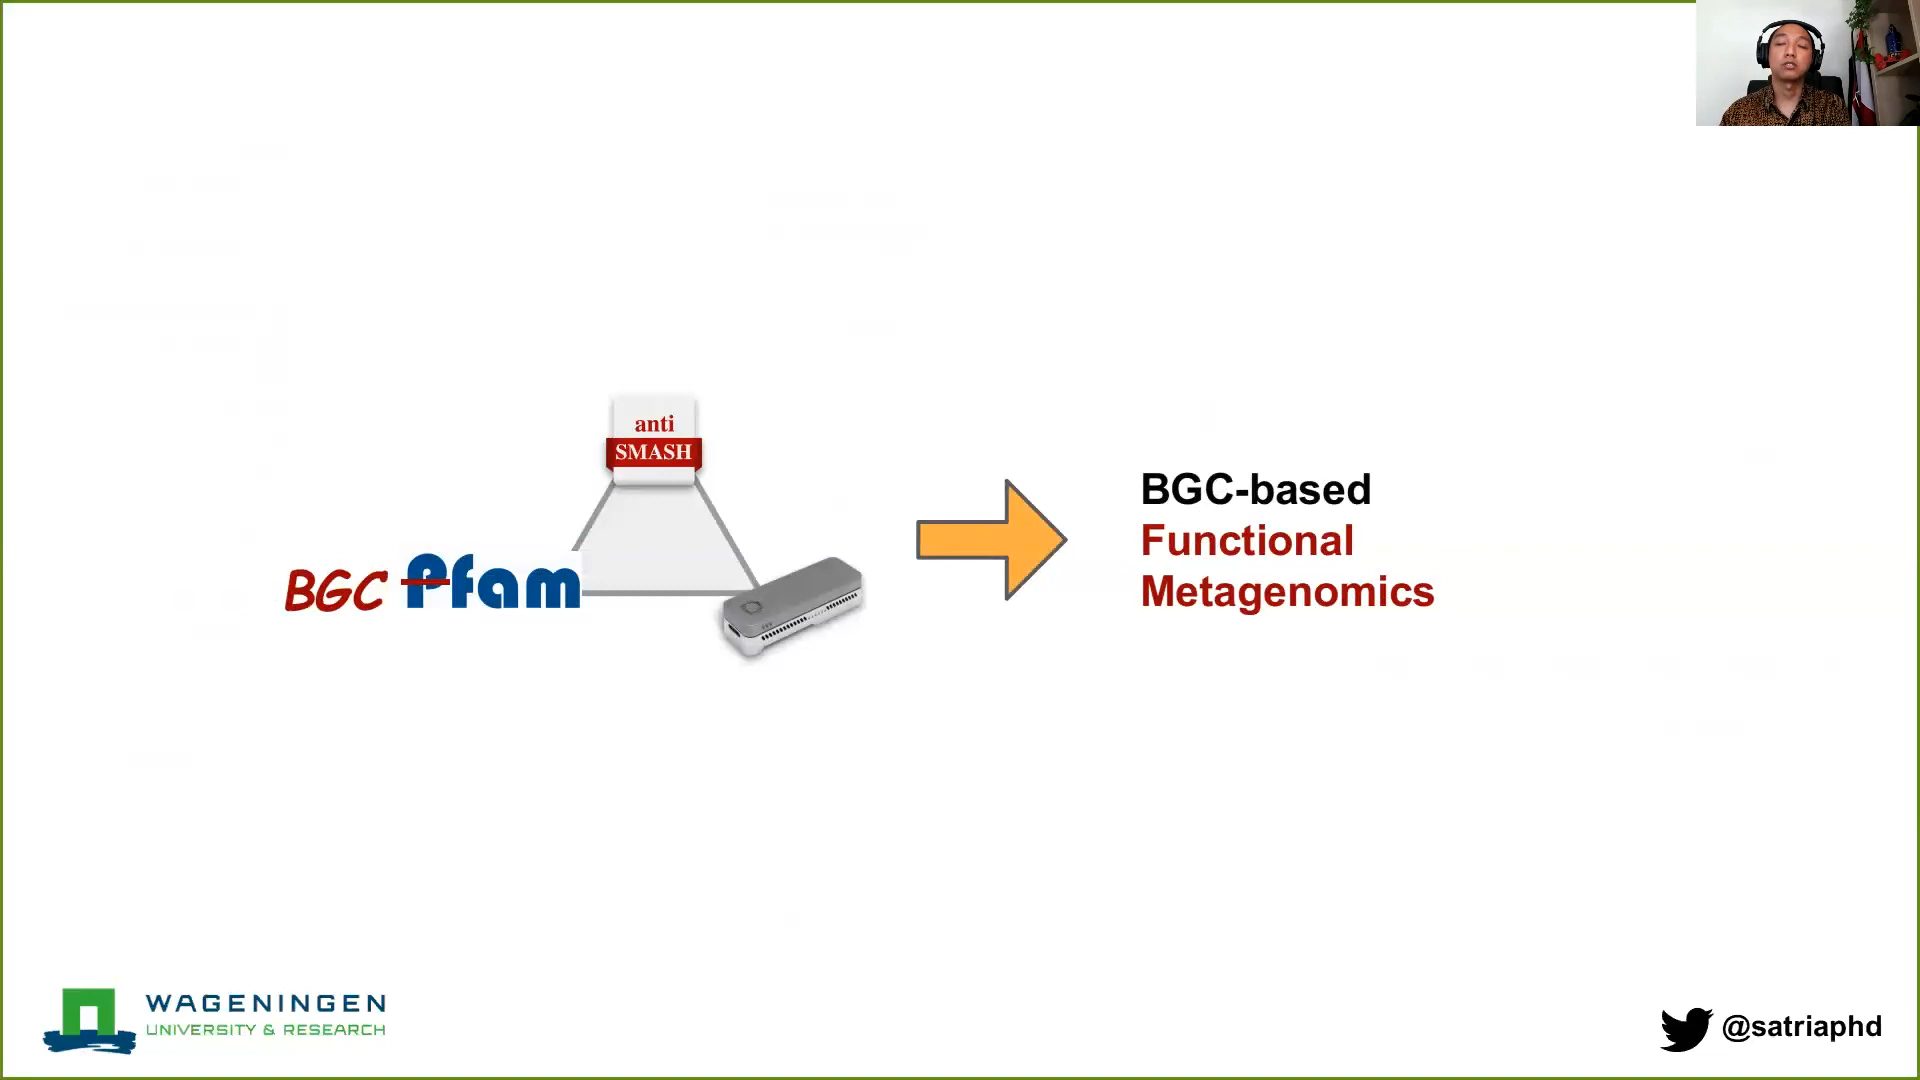 anti
SMASH
BGC Pfam
BGC-based
Functional
Metagenomics
WAGENINGEN
UNIVERSITY & RESEARCH
@satriaphd